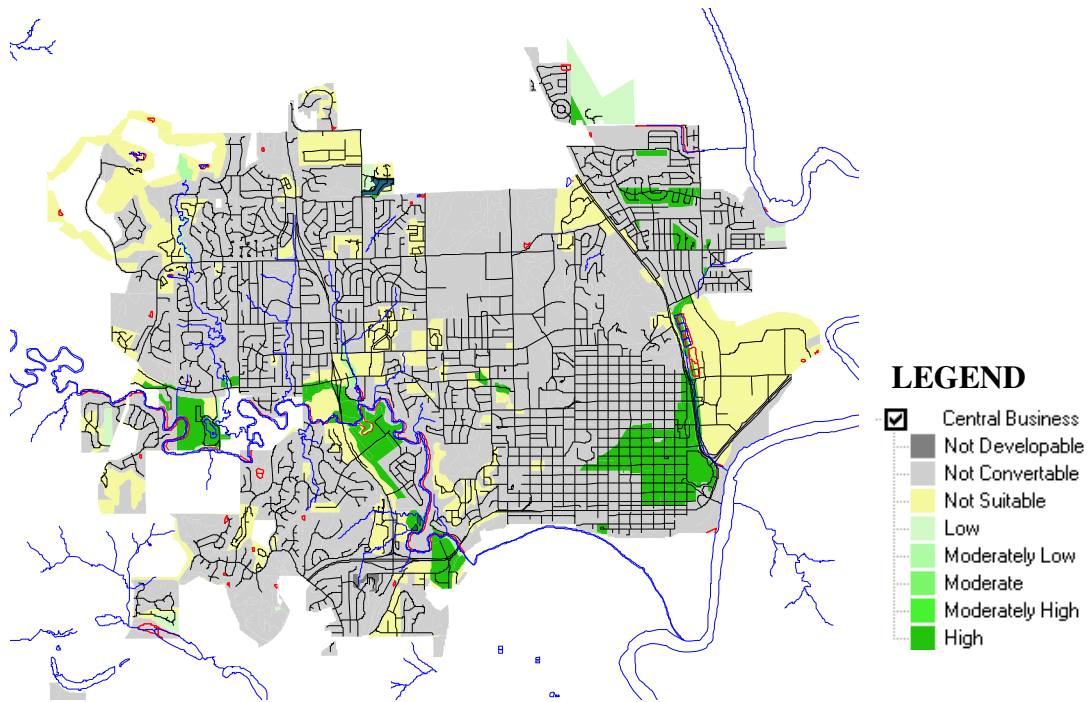 LEGEND
Central Business
Not Developable
Not Convertable
Not Suitable
Low
Moderately Low
Moderate
Moderately High
High